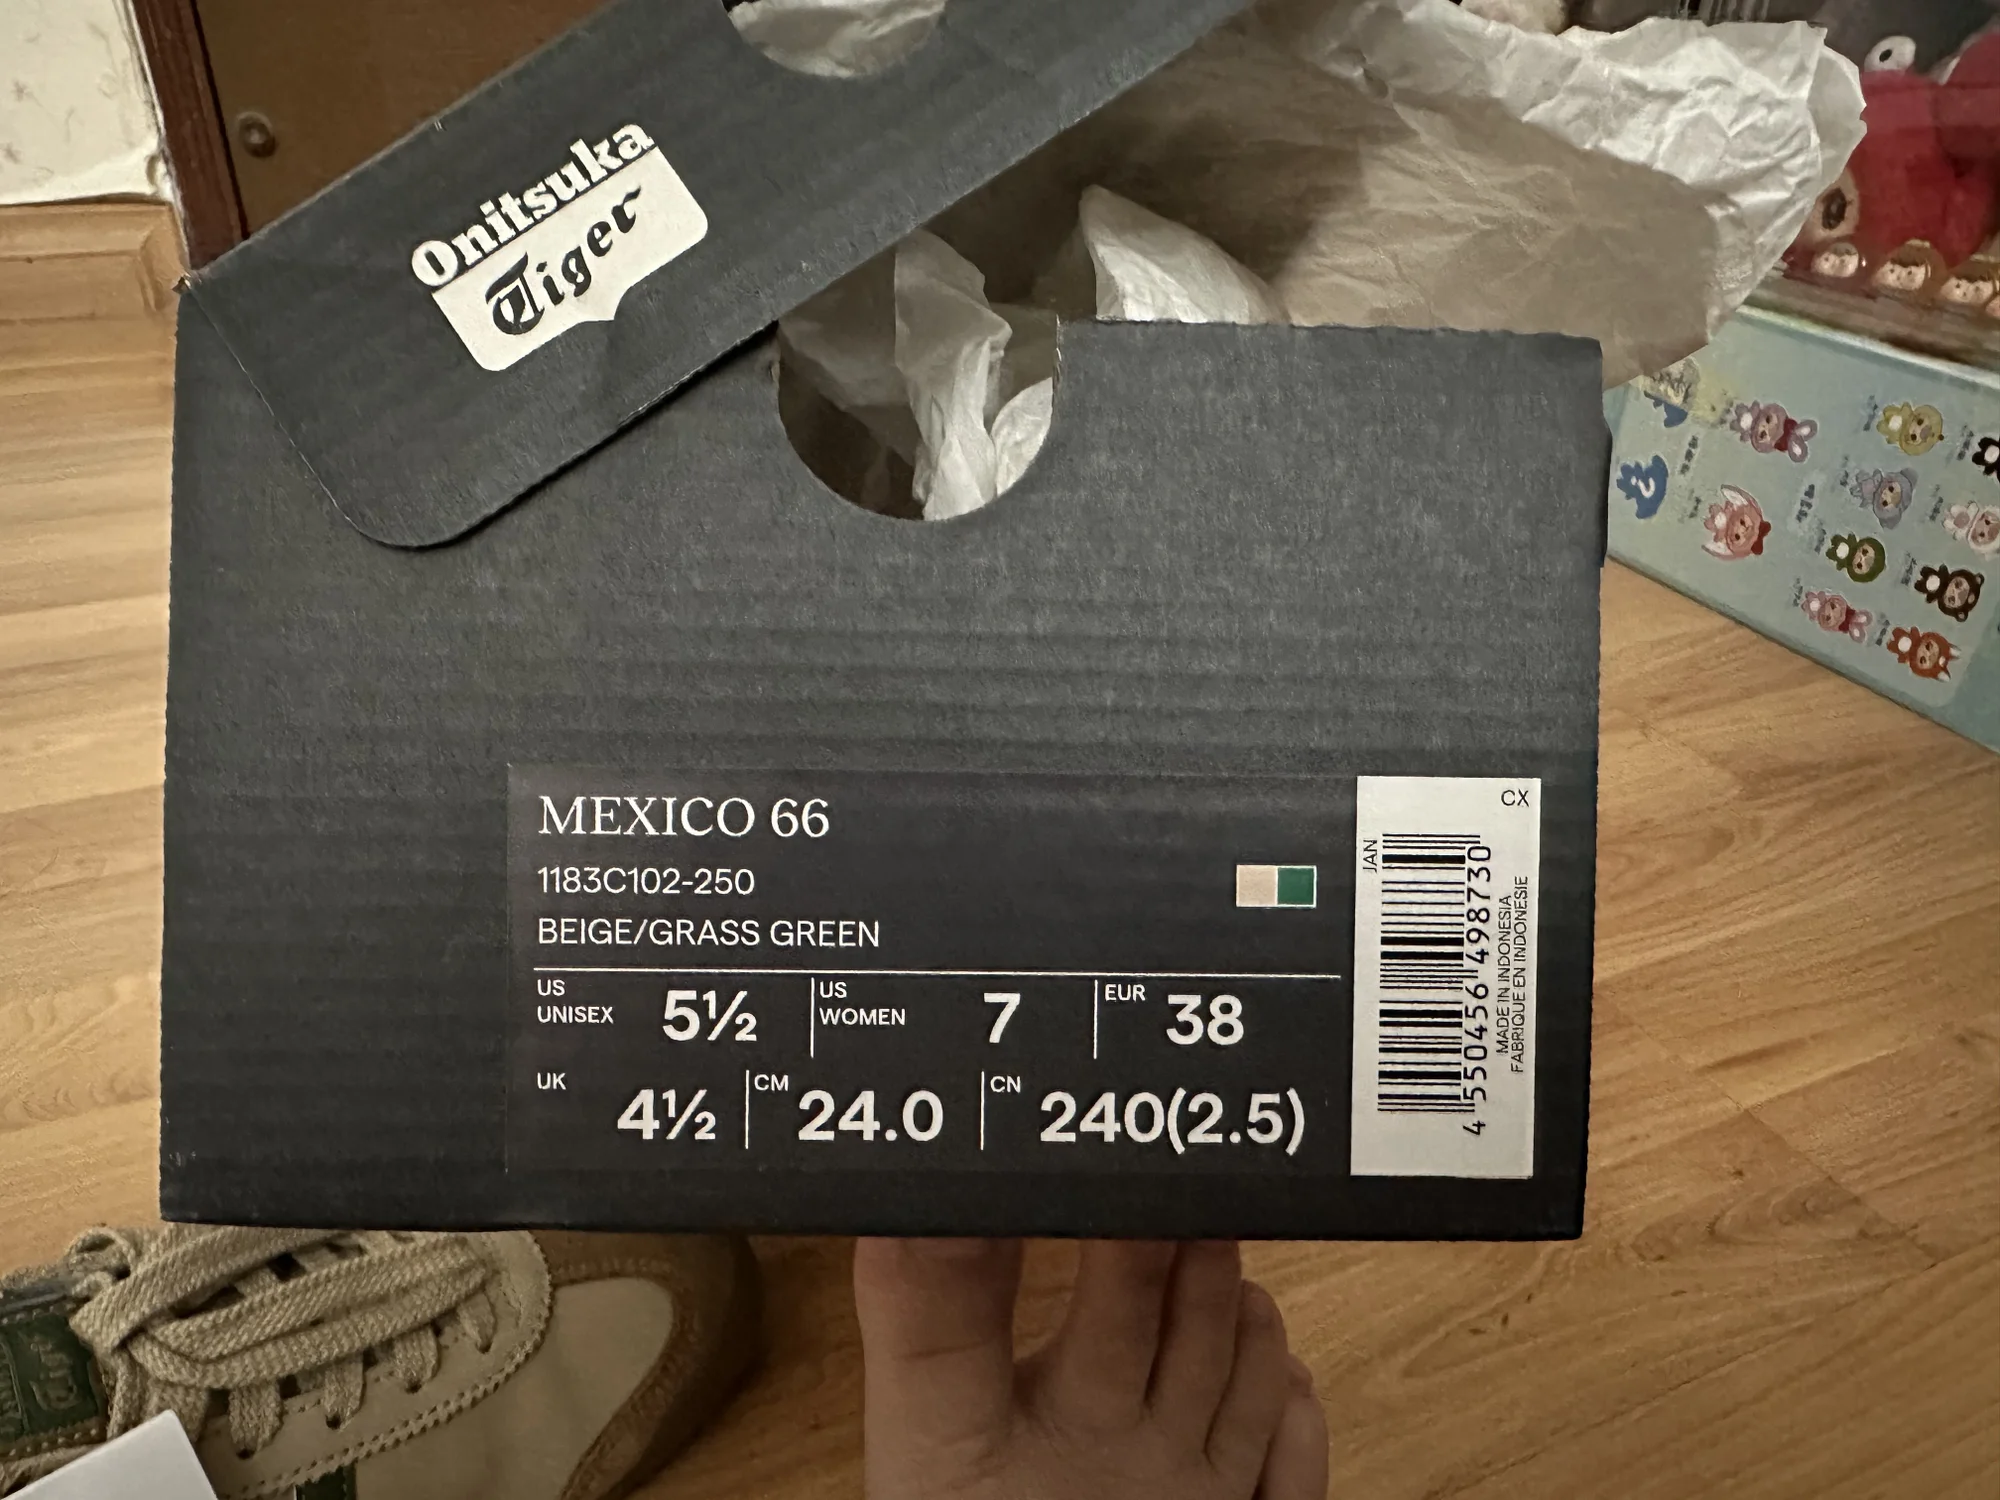 Onitsuka
Tiger
MEXICO 66
1183C102-250
BEIGE/GRASS GREEN
US UNISEX 5½
US WOMEN 7
EUR 38
UK 4½
CM 24.0
CN 240(2.5)
CX
JAN
4 550456 498730
MADE IN INDONESIA
FABRIQUE EN INDONESIE